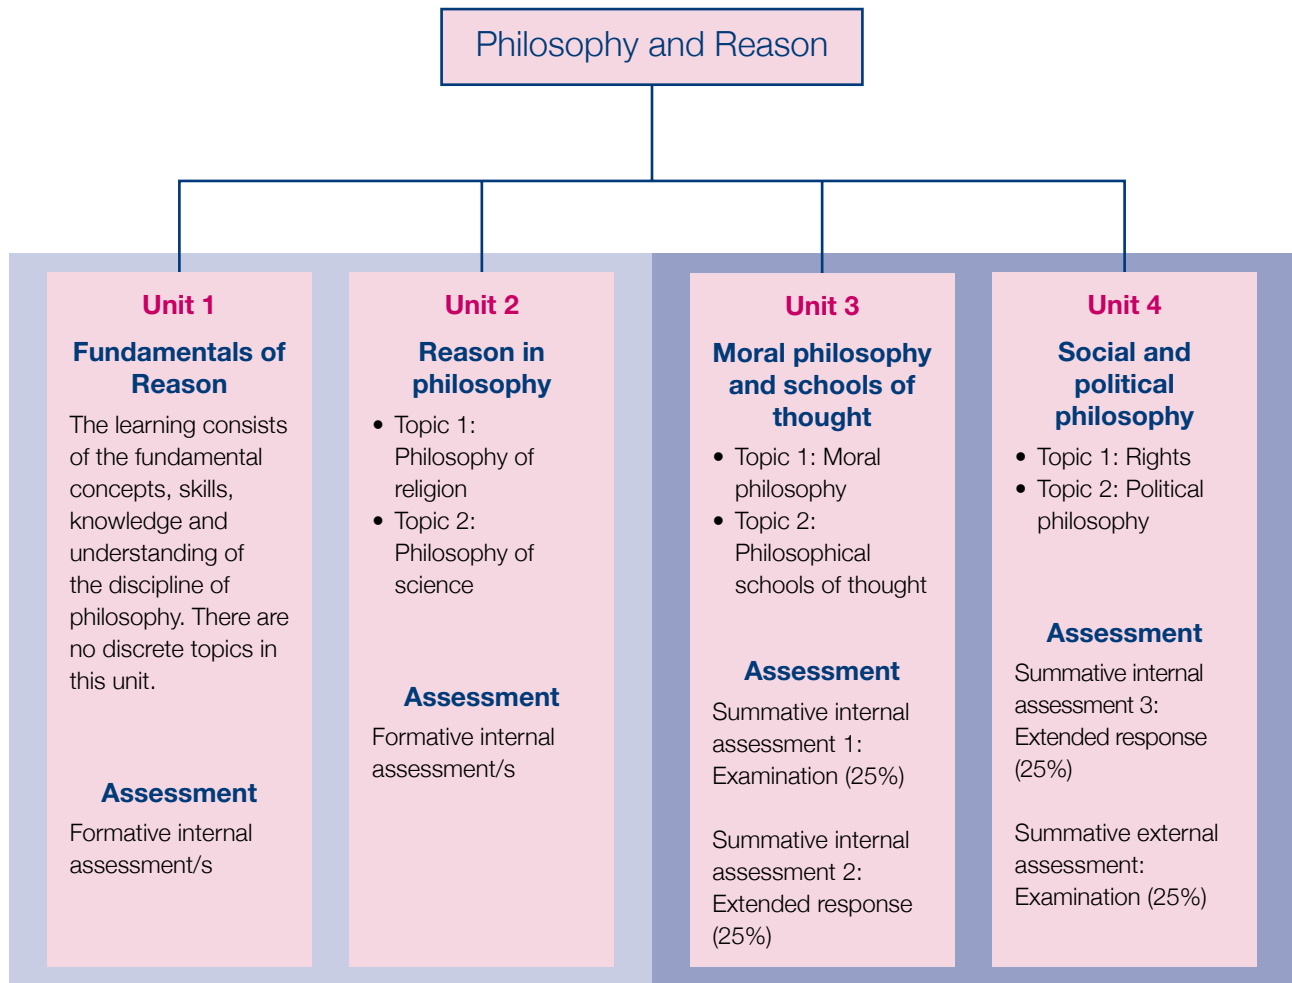 Philosophy and Reason
Unit 1
Fundamentals of
Reason
The learning consists
of the fundamental
concepts, skills,
knowledge and
understanding of
the discipline of
philosophy. There are
no discrete topics in
this unit.
Assessment
Formative internal
assessment/s
Unit 2
Reason in
philosophy
• Topic 1:
Philosophy of
religion
• Topic 2:
Philosophy of
science
Assessment
Formative internal
assessment/s
Unit 3
Moral philosophy
and schools of
thought
• Topic 1: Moral
philosophy
• Topic 2:
Philosophical
schools of thought
Assessment
Summative internal
assessment 1:
Examination (25%)
Summative internal
assessment 2:
Extended response
(25%)
Unit 4
Social and
political
philosophy
• Topic 1: Rights
• Topic 2: Political
philosophy
Assessment
Summative internal
assessment 3:
Extended response
(25%)
Summative external
assessment:
Examination (25%)